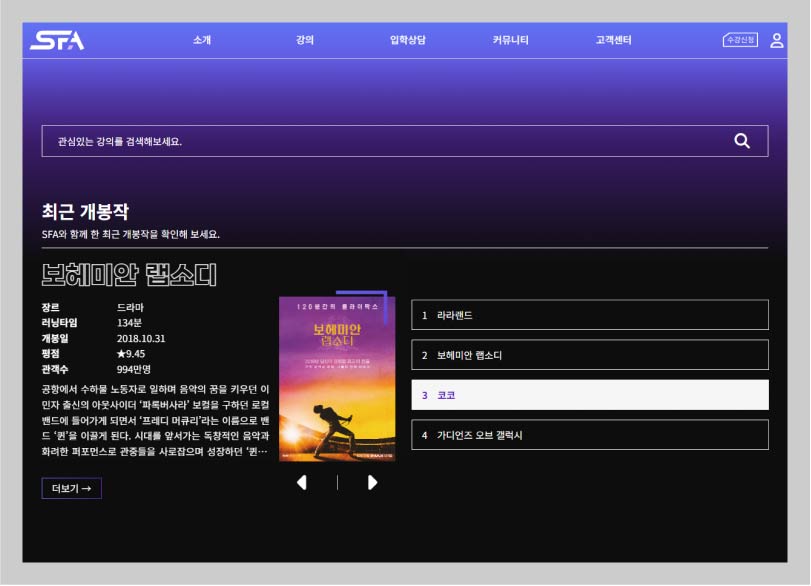 SFA
소개
강의
입학상담
커뮤니티
고객센터
수강신청
관심있는 강의를 검색해보세요.
최근 개봉작
SFA와 함께 한 최근 개봉작을 확인해 보세요.
보헤미안 랩소디
장르 드라마
러닝타임 134분
개봉일 2018.10.31
평점 ★9.45
관객수 994만명
공항에서 수하물 노동자로 일하며 음악의 꿈을 키우던 이
민자 출신의 아웃사이더 ‘파록버사라’ 보컬을 구하던 로컬
밴드에 들어가게 되면서 ‘프레디 머큐리’라는 이름으로 밴
드 ‘퀸’을 이끌게 된다. 시대를 앞서가는 독창적인 음악과
화려한 퍼포먼스로 관중들을 사로잡으며 성장하던 ‘퀸…
더보기 →
보헤미안
랩소디
1 라라랜드
2 보헤미안 랩소디
3 코코
4 가디언즈 오브 갤럭시